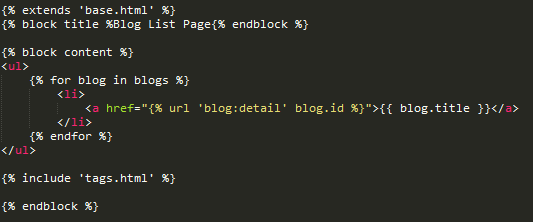 {% extends 'base.html' %}
{% block title %Blog List Page{% endblock %}
{% block content %}
<ul>
{% for blog in blogs %}
<li>
<a href="{% url 'blog:detail' blog.id %}">{{ blog.title }}</a>
</li>
{% endfor %}
</ul>
{% include 'tags.html' %}
{% endblock %}